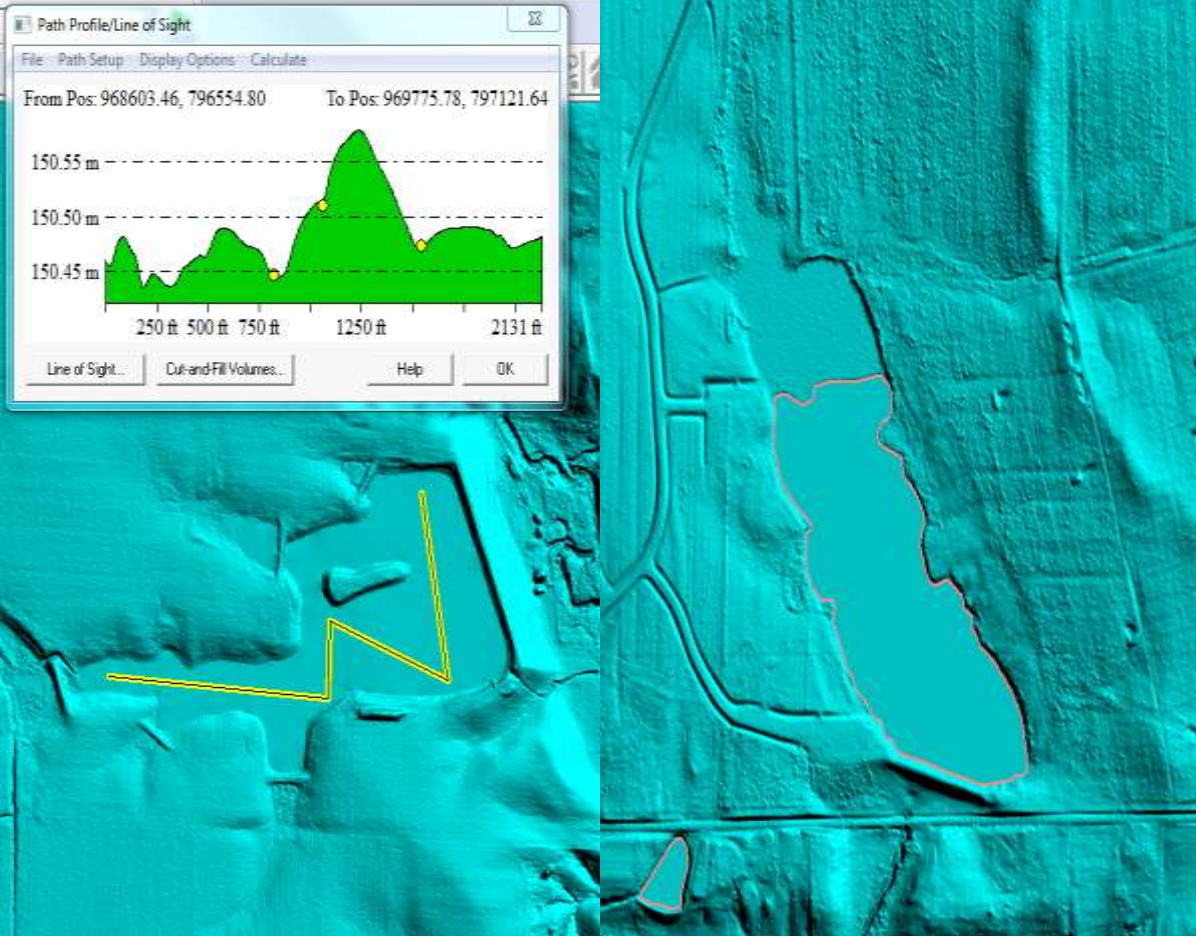 Path Profile/Line of Sight
File Path Setup Display Options Calculate
From Pos: 968603.46, 796554.80 To Pos: 969775.78, 797121.64
150.55 m
150.50 m
150.45 m
250 ft 500 ft 750 ft 1250 ft 2131 ft
Line of Sight... Cut-and-Fill Volumes... Help OK